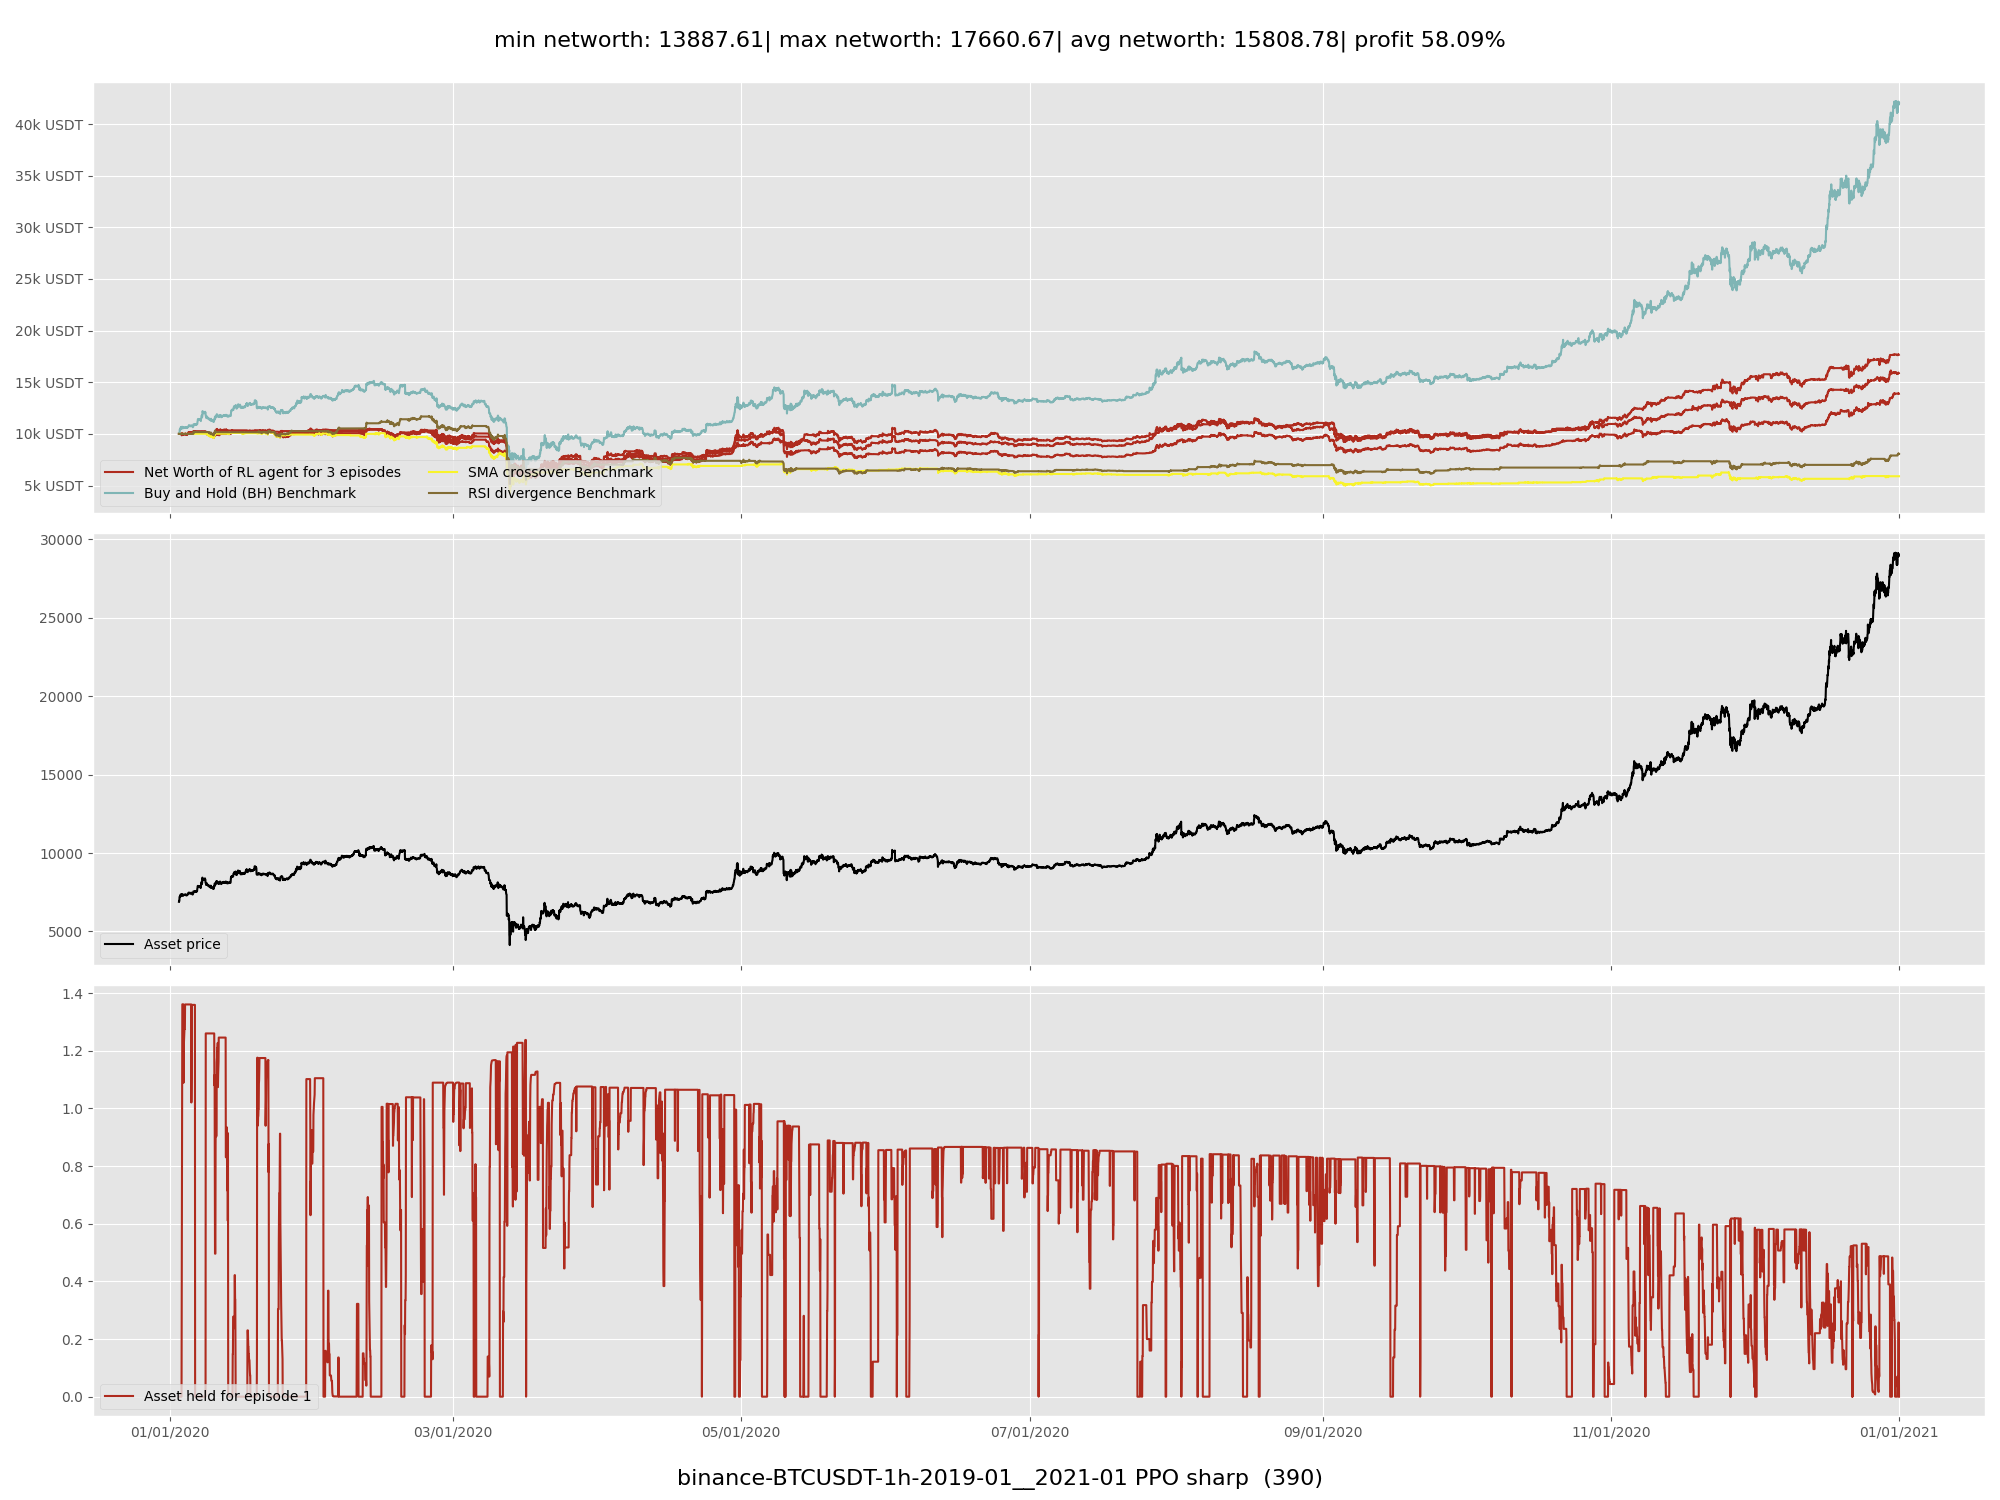 min networth: 13887.61| max networth: 17660.67| avg networth: 15808.78| profit 58.09%
40k USDT
35k USDT
30k USDT
25k USDT
20k USDT
15k USDT
10k USDT
5k USDT
Net Worth of RL agent for 3 episodes
Buy and Hold (BH) Benchmark
SMA crossover Benchmark
RSI divergence Benchmark
30000
25000
20000
15000
10000
5000
Asset price
1.4
1.2
1.0
0.8
0.6
0.4
0.2
0.0
Asset held for episode 1
01/01/2020
03/01/2020
05/01/2020
07/01/2020
09/01/2020
11/01/2020
01/01/2021
binance-BTCUSDT-1h-2019-01__2021-01 PPO sharp  (390)